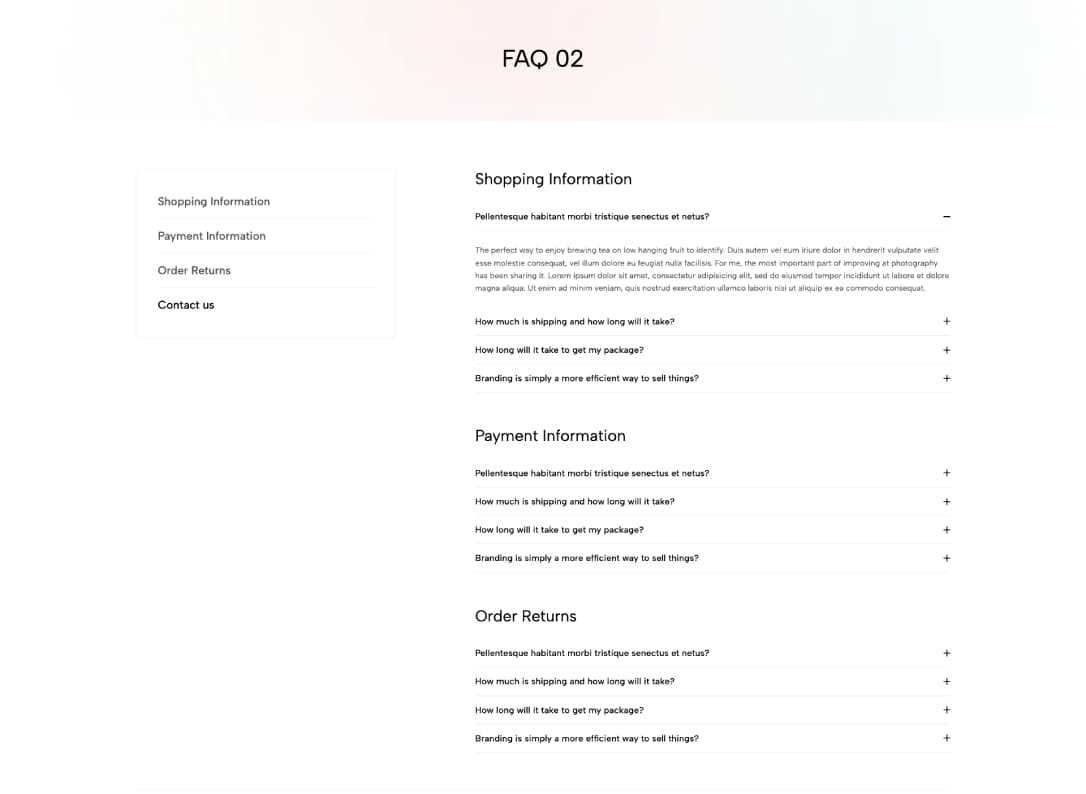 FAQ 02
Shopping Information
Payment Information
Order Returns
Contact us
Shopping Information
Pellentesque habitant morbi tristique senectus et netus?
The perfect way to enjoy brewing tea on low hanging fruit to identify. Duis autem vel eum iriure dolor in hendrerit vulputate velit
esse molestie consequat, vel illum dolore eu feugiat nulla facilisis. For me, the most important part of improving at photography
has been sharing it. Lorem ipsum dolor sit amet, consectetur adipisicing elit, sed do eiusmod tempor incididunt ut labore et dolore
magna aliqua. Ut enim ad minim veniam, quis nostrud exercitation ullamco laboris nisi ut aliquip ex ea commodo consequat.
How much is shipping and how long will it take?
How long will it take to get my package?
Branding is simply a more efficient way to sell things?
Payment Information
Pellentesque habitant morbi tristique senectus et netus?
How much is shipping and how long will it take?
How long will it take to get my package?
Branding is simply a more efficient way to sell things?
Order Returns
Pellentesque habitant morbi tristique senectus et netus?
How much is shipping and how long will it take?
How long will it take to get my package?
Branding is simply a more efficient way to sell things?